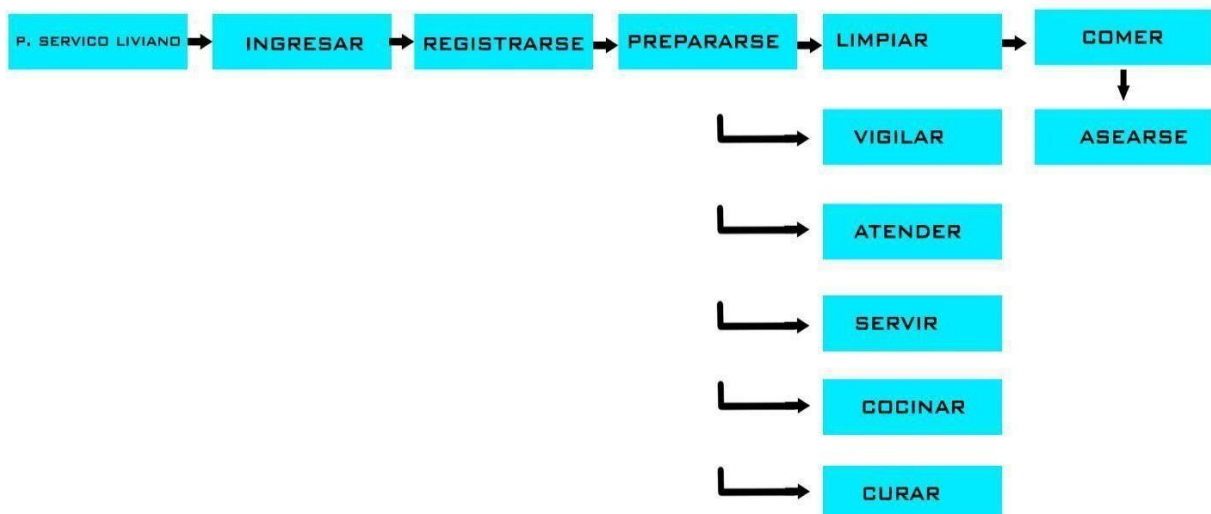 P. SERVICO LIVIANO
INGRESAR
REGISTRARSE
PREPARARSE
LIMPIAR
COMER
VIGILAR
ASEARSE
ATENDER
SERVIR
COCINAR
CURAR